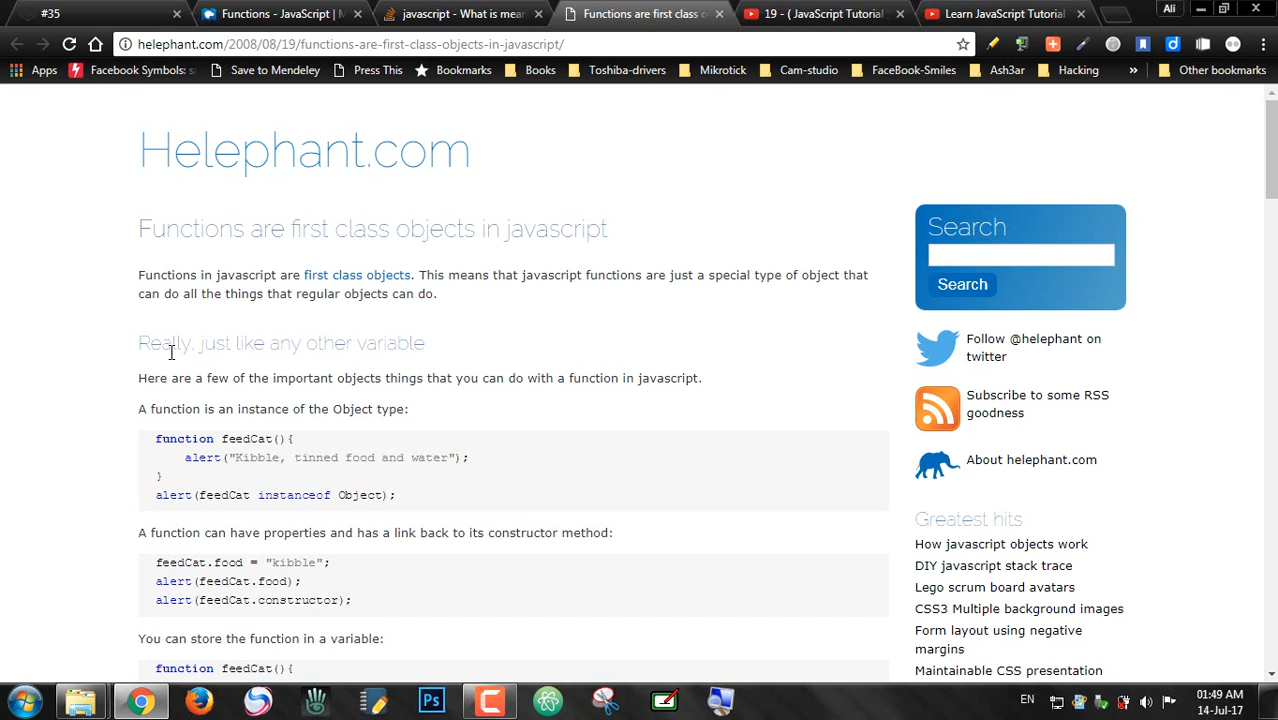 #35
Functions - JavaScript | M
javascript - What is mean
Functions are first class o
19 - ( JavaScript Tutorial
Learn JavaScript Tutorial
Ali
helephant.com/2008/08/19/functions-are-first-class-objects-in-javascript/
Apps
Facebook Symbols: s
Save to Mendeley
Press This
Bookmarks
Books
Toshiba-drivers
Mikrotick
Cam-studio
FaceBook-Smiles
Ash3ar
Hacking
»
Other bookmarks
Helephant.com
Functions are first class objects in javascript
Functions in javascript are first class objects. This means that javascript functions are just a special type of object that
can do all the things that regular objects can do.
Really, just like any other variable
Here are a few of the important objects things that you can do with a function in javascript.
A function is an instance of the Object type:
function feedCat(){
alert("Kibble, tinned food and water");
}
alert(feedCat instanceof Object);
A function can have properties and has a link back to its constructor method:
feedCat.food = "kibble";
alert(feedCat.food);
alert(feedCat.constructor);
You can store the function in a variable:
function feedCat(){
Search
Search
Follow @helephant on
twitter
Subscribe to some RSS
goodness
About helephant.com
Greatest hits
How javascript objects work
DIY javascript stack trace
Lego scrum board avatars
CSS3 Multiple background images
Form layout using negative
margins
Maintainable CSS presentation
Ps
EN
01:49 AM
14-Jul-17